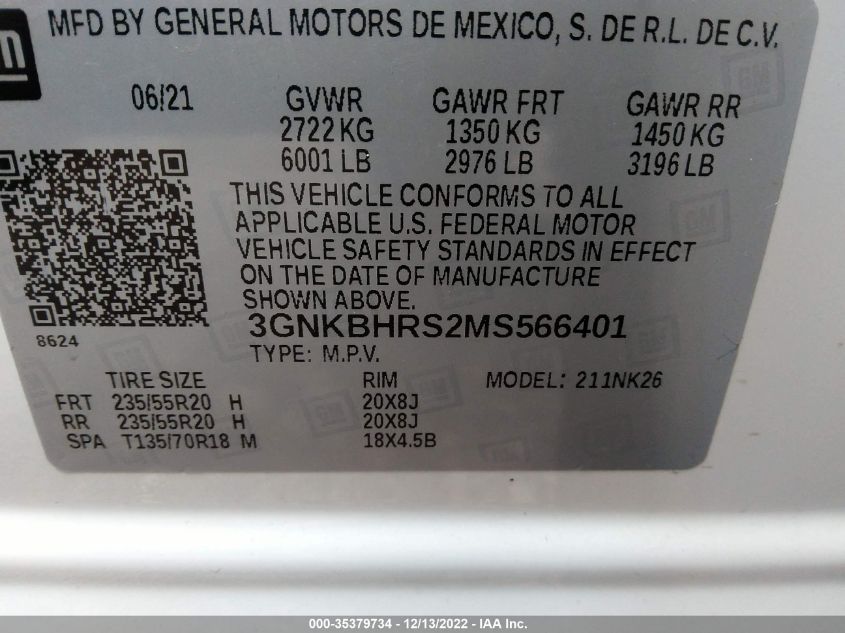 MFD BY GENERAL MOTORS DE MEXICO, S. DE R.L. DE C.V.
06/21 GVWR GAWR FRT GAWR RR
2722 KG 1350 KG 1450 KG
6001 LB 2976 LB 3196 LB
THIS VEHICLE CONFORMS TO ALL
APPLICABLE U.S. FEDERAL MOTOR
VEHICLE SAFETY STANDARDS IN EFFECT
ON THE DATE OF MANUFACTURE
SHOWN ABOVE.
3GNKBHRS2MS566401
8624
TYPE: M.P.V.
TIRE SIZE RIM MODEL: 211NK26
FRT 235/55R20 H 20X8J
RR 235/55R20 H 20X8J
SPA T135/70R18 M 18X4.5B
000-35379734 - 12/13/2022 - IAA Inc.